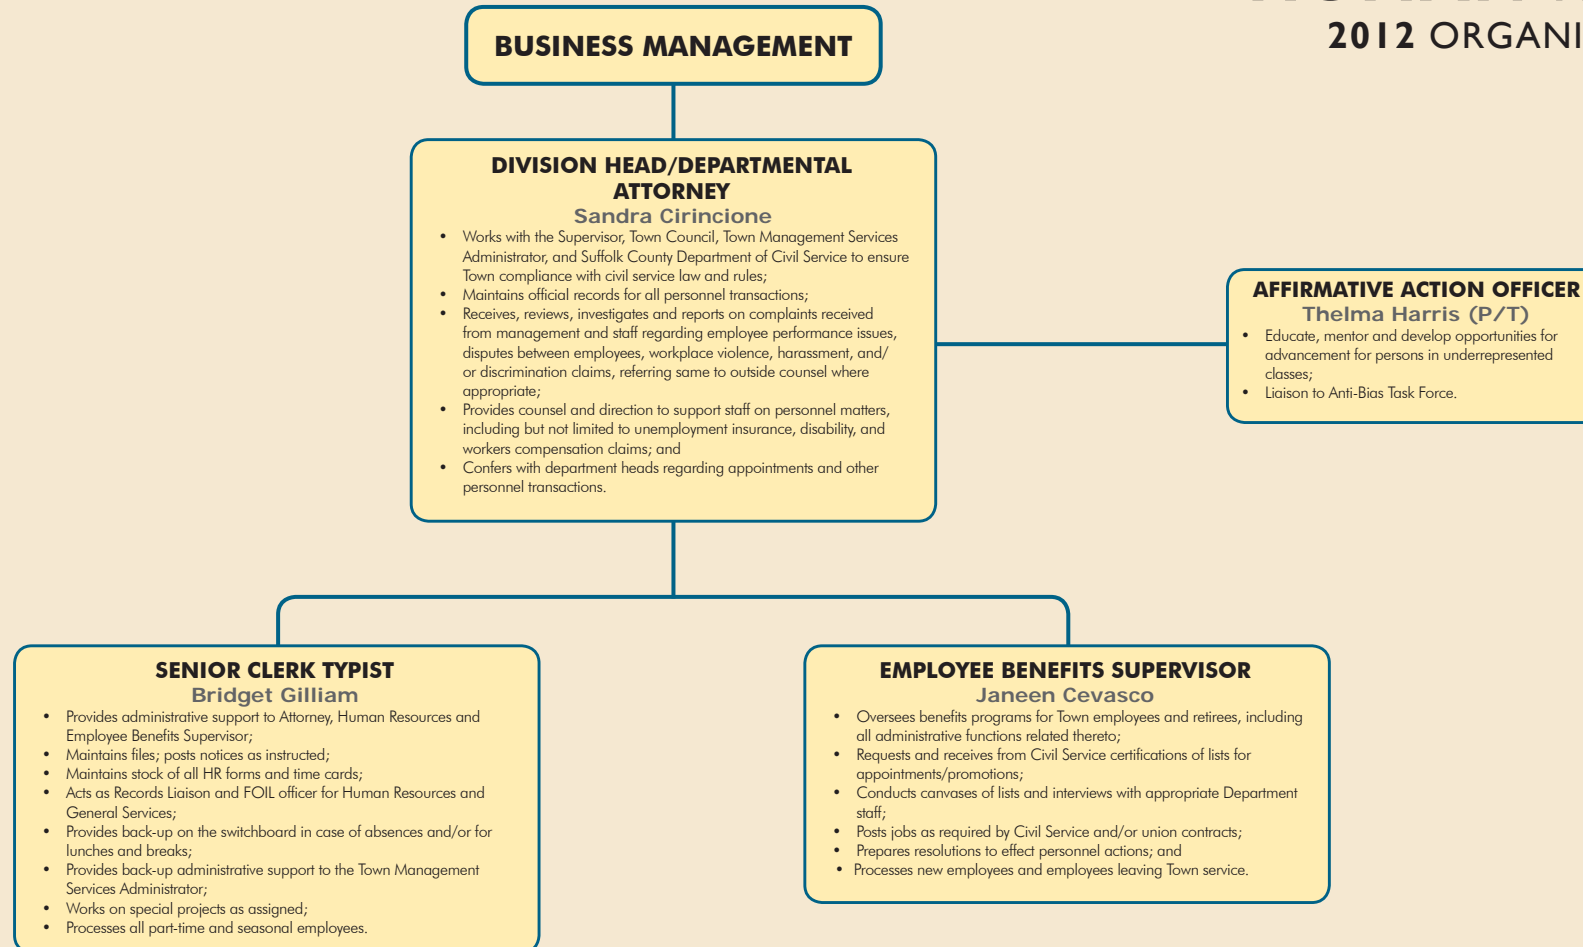 2012 ORGANI
BUSINESS MANAGEMENT
DIVISION HEAD/DEPARTMENTAL
ATTORNEY
Sandra Cirincione
• Works with the Supervisor, Town Council, Town Management Services
Administrator, and Suffolk County Department of Civil Service to ensure
Town compliance with civil service law and rules;
• Maintains official records for all personnel transactions;
• Receives, reviews, investigates and reports on complaints received
from management and staff regarding employee performance issues,
disputes between employees, workplace violence, harassment, and/
or discrimination claims, referring same to outside counsel where
appropriate;
• Provides counsel and direction to support staff on personnel matters,
including but not limited to unemployment insurance, disability, and
workers compensation claims; and
• Confers with department heads regarding appointments and other
personnel transactions.
AFFIRMATIVE ACTION OFFICER
Thelma Harris (P/T)
• Educate, mentor and develop opportunities for
advancement for persons in underrepresented
classes;
• Liaison to Anti-Bias Task Force.
SENIOR CLERK TYPIST
Bridget Gilliam
• Provides administrative support to Attorney, Human Resources and
Employee Benefits Supervisor;
• Maintains files; posts notices as instructed;
• Maintains stock of all HR forms and time cards;
• Acts as Records Liaison and FOIL officer for Human Resources and
General Services;
• Provides back-up on the switchboard in case of absences and/or for
lunches and breaks;
• Provides back-up administrative support to the Town Management
Services Administrator;
• Works on special projects as assigned;
• Processes all part-time and seasonal employees.
EMPLOYEE BENEFITS SUPERVISOR
Janeen Cevasco
• Oversees benefits programs for Town employees and retirees, including
all administrative functions related thereto;
• Requests and receives from Civil Service certifications of lists for
appointments/promotions;
• Conducts canvases of lists and interviews with appropriate Department
staff;
• Posts jobs as required by Civil Service and/or union contracts;
• Prepares resolutions to effect personnel actions; and
• Processes new employees and employees leaving Town service.